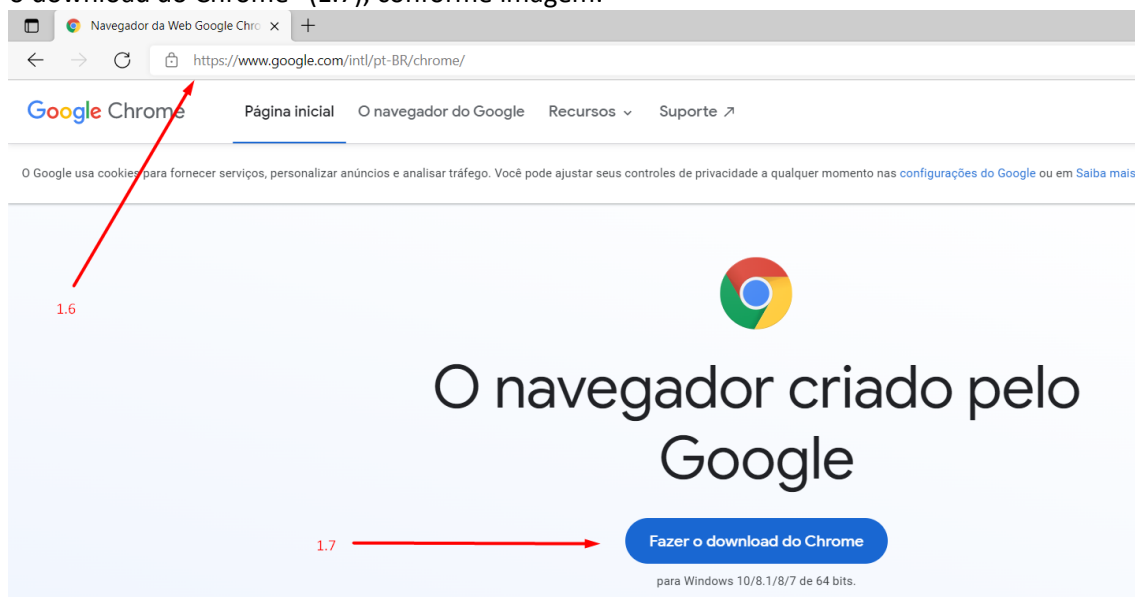 o download do Chrome" (1.7), conforme imagem.
Navegador da Web Google Chro
https://www.google.com/intl/pt-BR/chrome/
Google Chrome Página inicial O navegador do Google Recursos Suporte
O Google usa cookies para fornecer serviços, personalizar anúncios e analisar tráfego. Você pode ajustar seus controles de privacidade a qualquer momento nas configurações do Google ou em Saiba mais
1.6
O navegador criado pelo
Google
1.7 Fazer o download do Chrome
para Windows 10/8.1/8/7 de 64 bits.